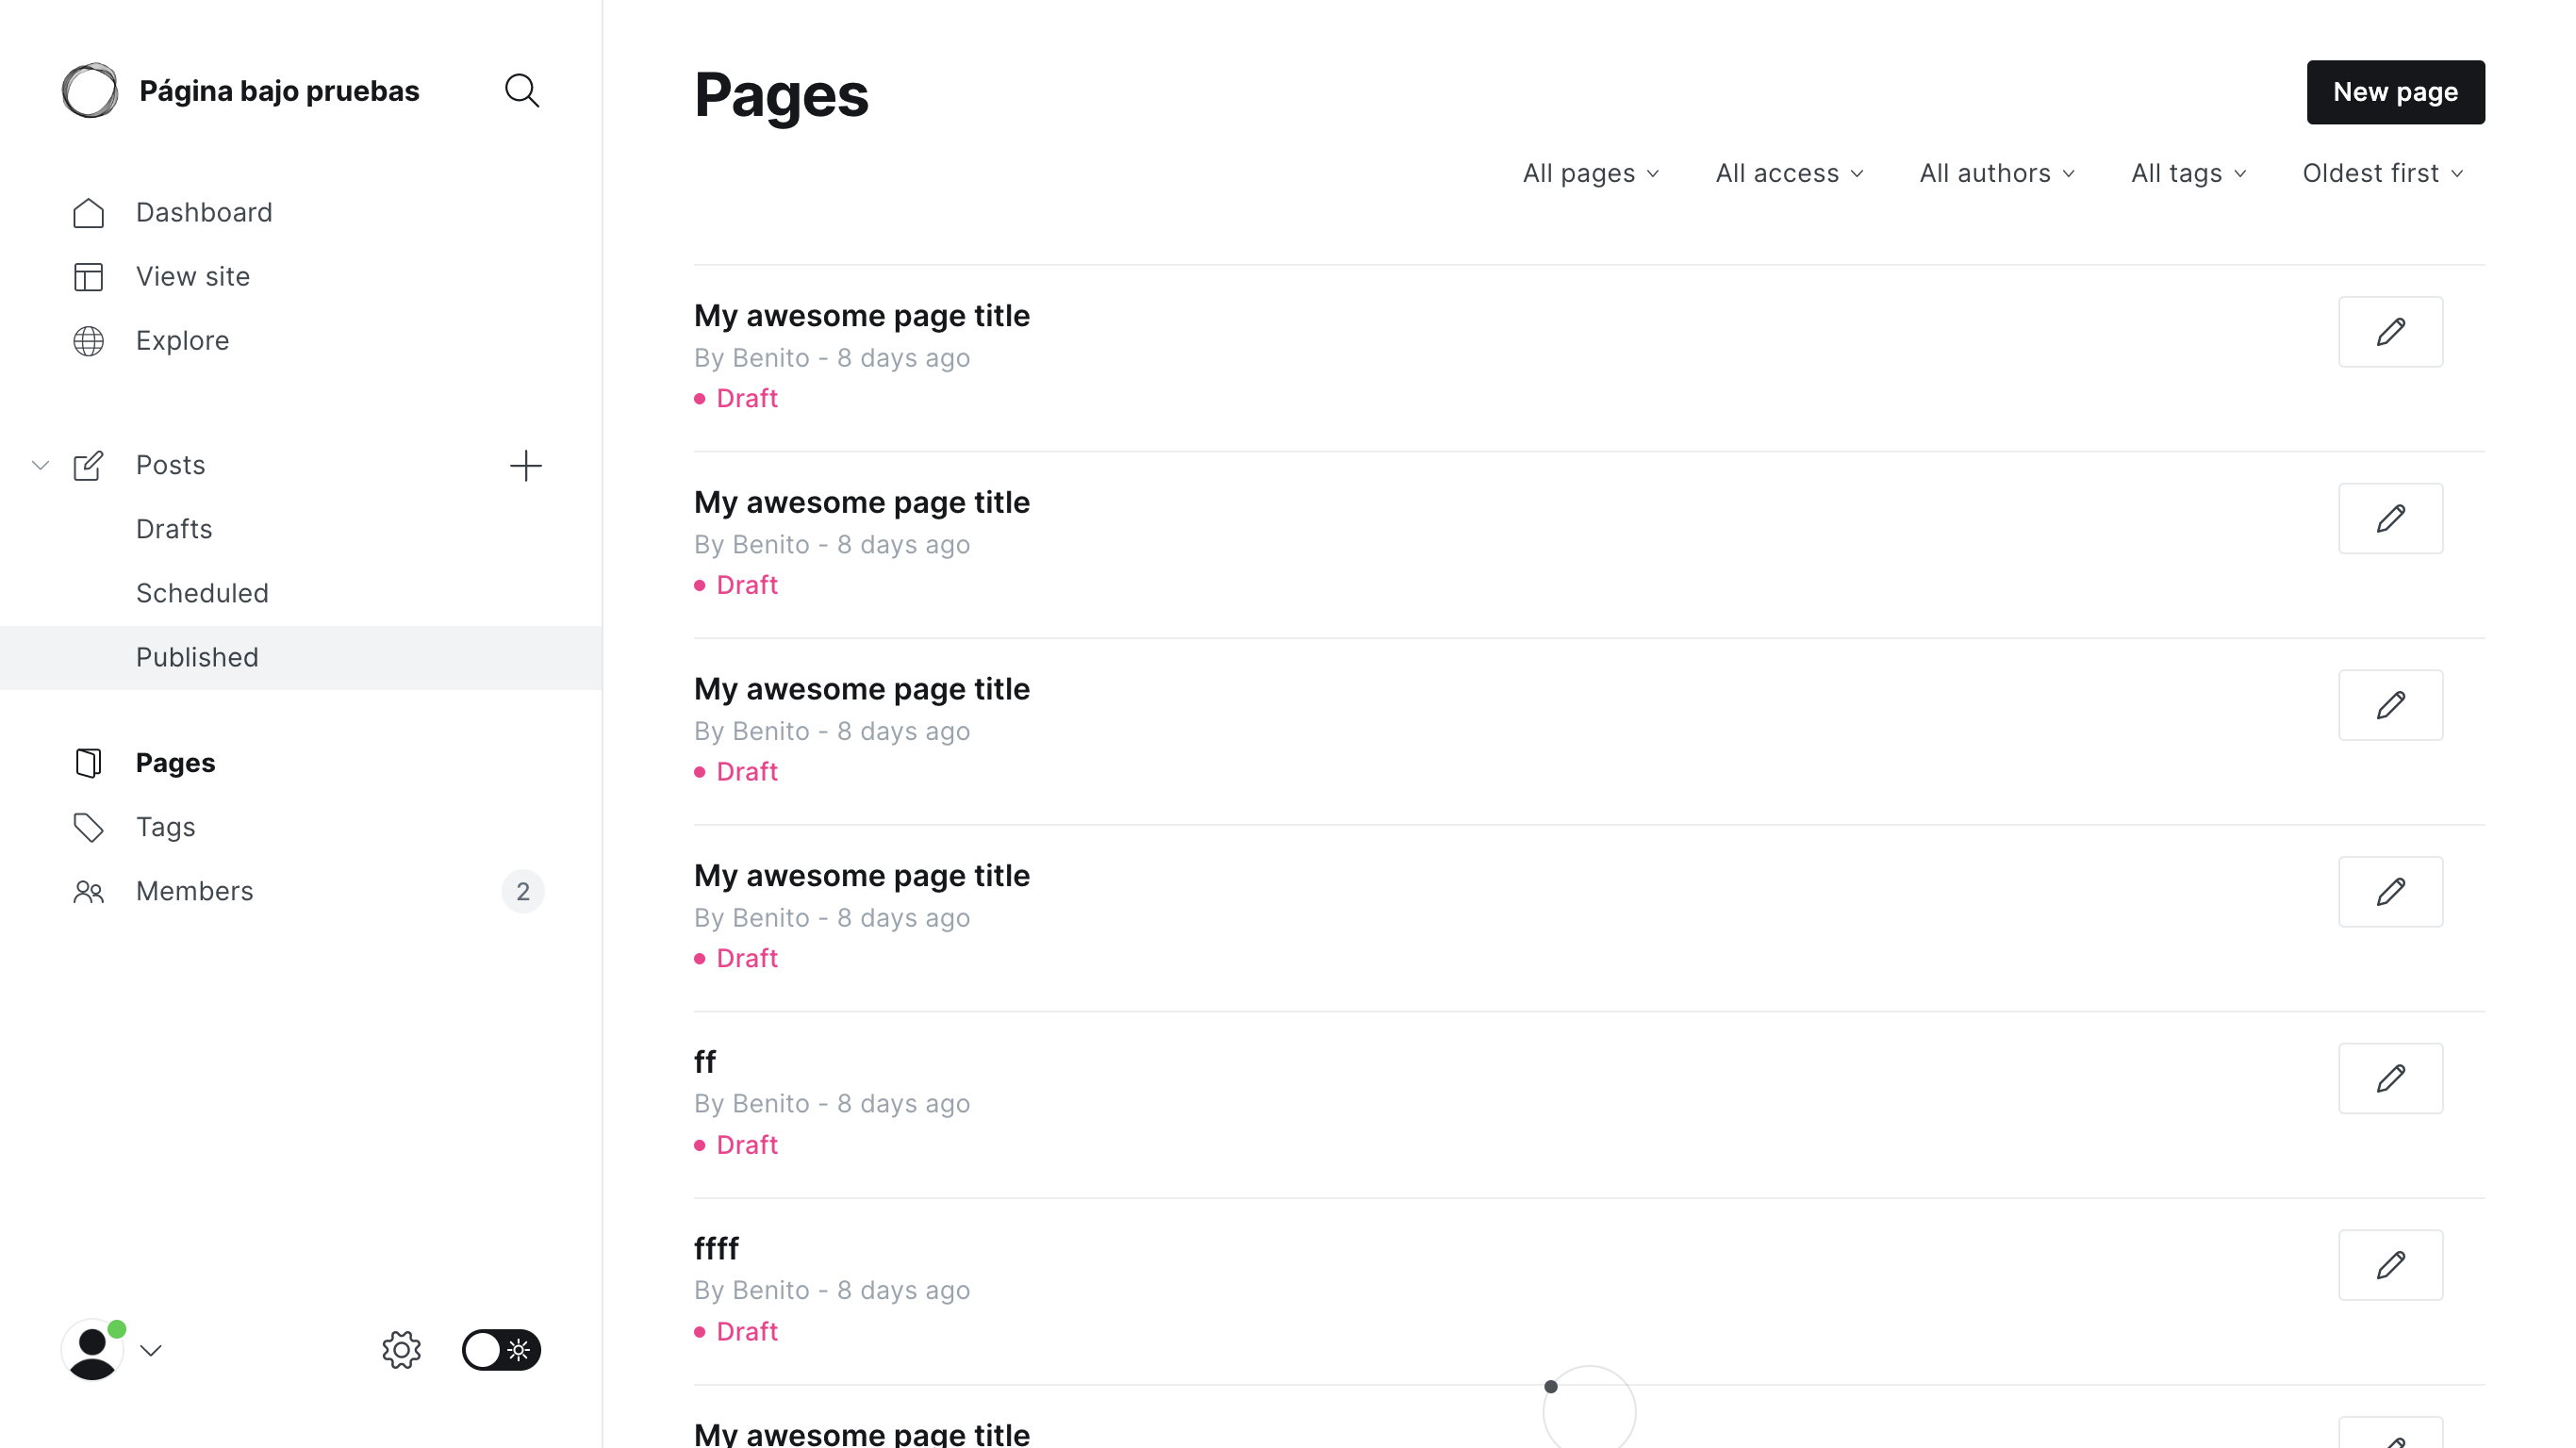 Página bajo pruebas
Dashboard
View site
Explore
Posts
Drafts
Scheduled
Published
Pages
Tags
Members 2
Pages
New page
All pages All access All authors All tags Oldest first
My awesome page title
By Benito - 8 days ago
Draft
My awesome page title
By Benito - 8 days ago
Draft
My awesome page title
By Benito - 8 days ago
Draft
My awesome page title
By Benito - 8 days ago
Draft
ff
By Benito - 8 days ago
Draft
ffff
By Benito - 8 days ago
Draft
My awesome page title